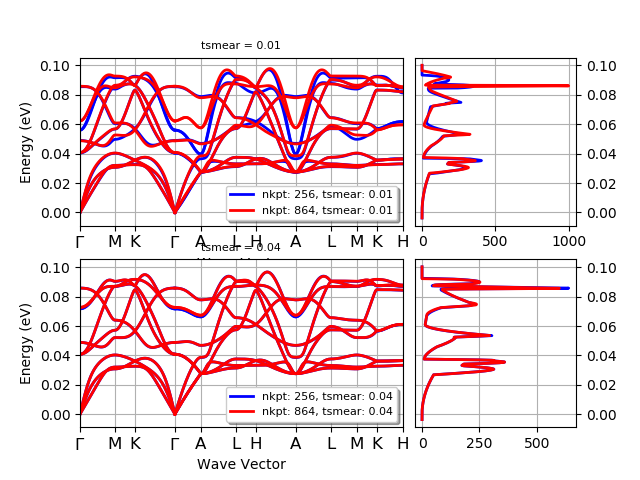 tsmear = 0.01
Energy (eV)
0.10
0.08
0.06
0.04
0.02
0.00
nkpt: 256, tsmear: 0.01
nkpt: 864, tsmear: 0.01
Γ M K Γ A L H A L M K H
0.10
0.08
0.06
0.04
0.02
0.00
0 500 1000
tsmear = 0.04
Energy (eV)
0.10
0.08
0.06
0.04
0.02
0.00
nkpt: 256, tsmear: 0.04
nkpt: 864, tsmear: 0.04
Γ M K Γ A L H A L M K H
Wave Vector
0.10
0.08
0.06
0.04
0.02
0.00
0 250 500